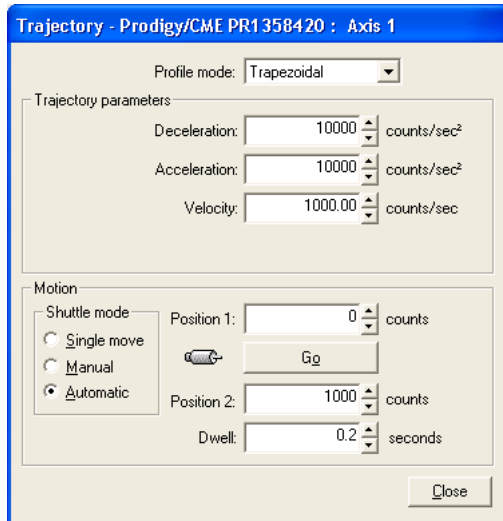 Trajectory - Prodigy/CME PR1358420 : Axis 1
Profile mode: Trapezoidal
Trajectory parameters
Deceleration: 10000 counts/sec²
Acceleration: 10000 counts/sec²
Velocity: 1000.00 counts/sec
Motion
Shuttle mode
Single move
Manual
Automatic
Position 1: 0 counts
Go
Position 2: 1000 counts
Dwell: 0.2 seconds
Close